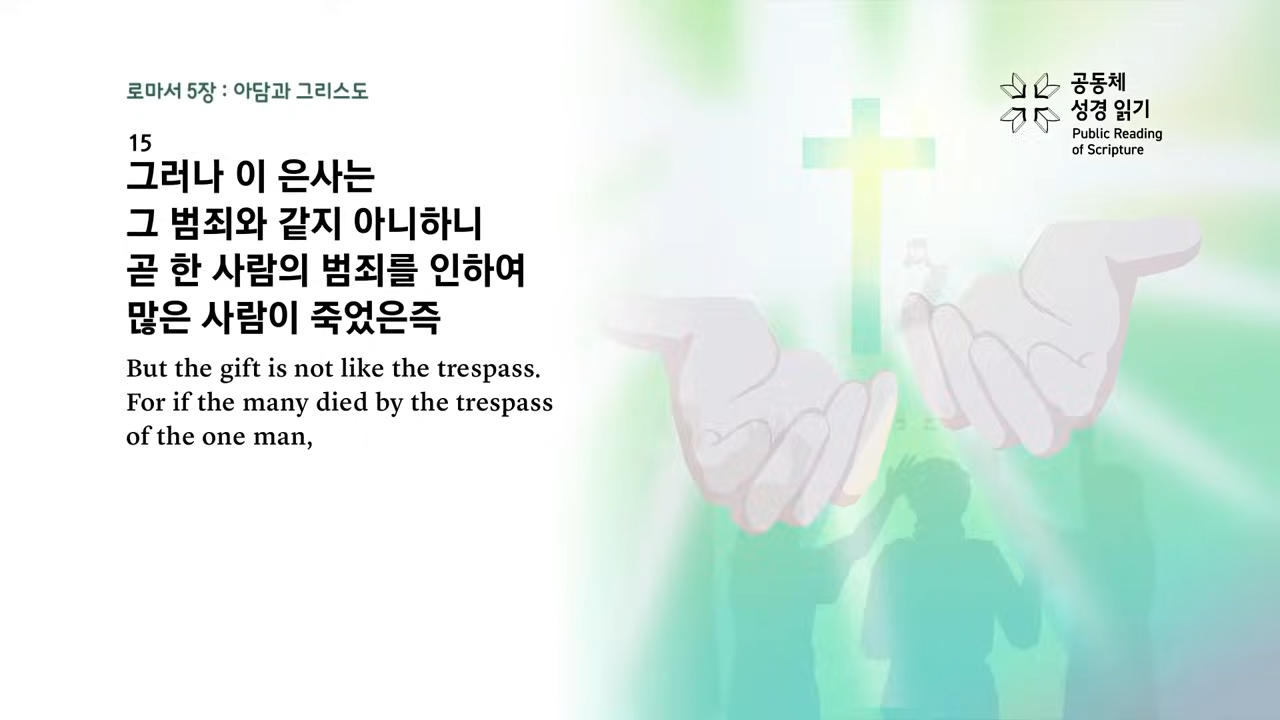 로마서 5장 : 아담과 그리스도
15
그러나 이 은사는
그 범죄와 같지 아니하니
곧 한 사람의 범죄를 인하여
많은 사람이 죽었은즉
But the gift is not like the trespass.
For if the many died by the trespass
of the one man,
공동체
성경 읽기
Public Reading
of Scripture